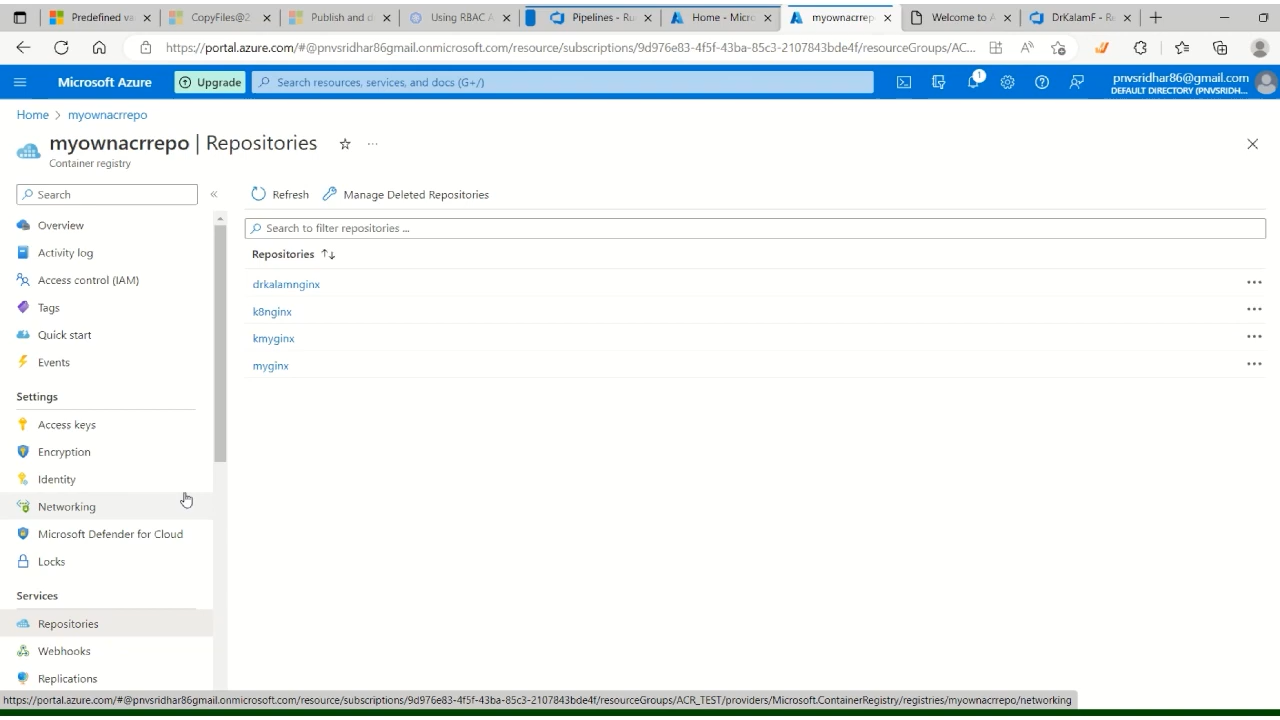 Predefined va
CopyFiles@2
Publish and d
Using RBAC A
Pipelines - Ru
Home - Micro
myownacrrepo
Welcome to A
DrKalamF - Re
https://portal.azure.com/#@pnvsridhar86gmail.onmicrosoft.com/resource/subscriptions/9d976e83-4f5f-43ba-85c3-2107843bde4f/resourceGroups/AC...
Microsoft Azure
Upgrade
Search resources, services, and docs (G+/)
1
pnvsridhar86@gmail.com
DEFAULT DIRECTORY (PNVSRIDH...
Home > myownacrrepo
myownacrrepo | Repositories
Container registry
Search
Refresh
Manage Deleted Repositories
Search to filter repositories ...
Repositories
drkalamnginx
k8nginx
kmyginx
myginx
Overview
Activity log
Access control (IAM)
Tags
Quick start
Events
Settings
Access keys
Encryption
Identity
Networking
Microsoft Defender for Cloud
Locks
Services
Repositories
Webhooks
Replications
https://portal.azure.com/#@pnvsridhar86gmail.onmicrosoft.com/resource/subscriptions/9d976e83-4f5f-43ba-85c3-2107843bde4f/resourceGroups/ACR_TEST/providers/Microsoft.ContainerRegistry/registries/myownacrrepo/networking